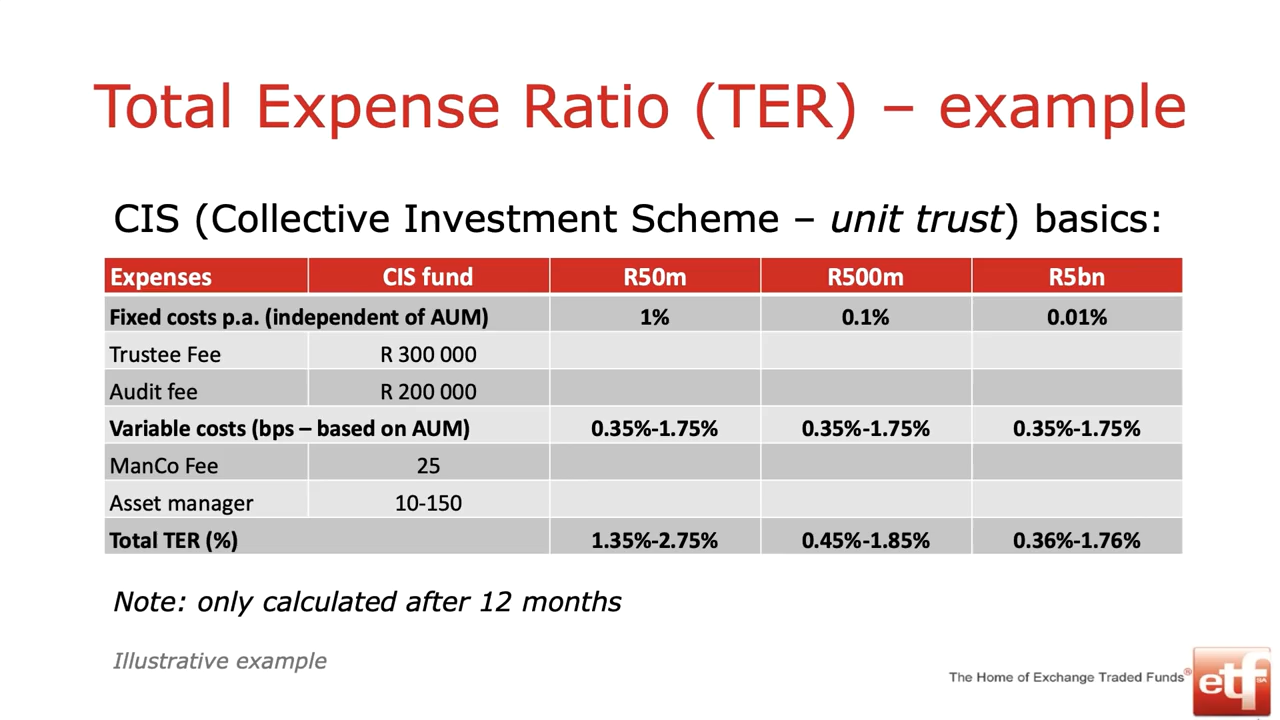 Total Expense Ratio (TER) – example
CIS (Collective Investment Scheme – unit trust) basics:
Expenses CIS fund R50m R500m R5bn
Fixed costs p.a. (independent of AUM) 1% 0.1% 0.01%
Trustee Fee R 300 000
Audit fee R 200 000
Variable costs (bps – based on AUM) 0.35%-1.75% 0.35%-1.75% 0.35%-1.75%
ManCo Fee 25
Asset manager 10-150
Total TER (%) 1.35%-2.75% 0.45%-1.85% 0.36%-1.76%
Note: only calculated after 12 months
Illustrative example
The Home of Exchange Traded Funds®
etf SA